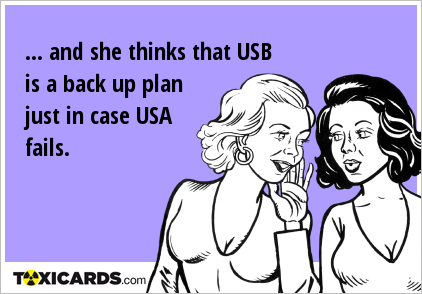 ... and she thinks that USB
is a back up plan
just in case USA
fails.
TOXICARDS.com